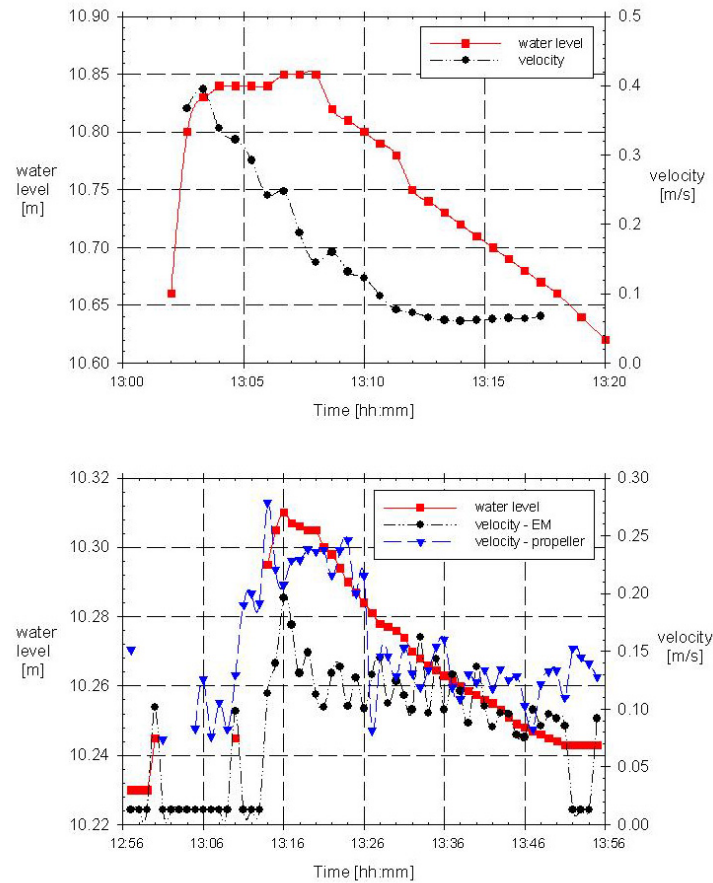 10.90
0.5
water level
velocity
10.85
0.4
10.80
0.3
water
level
[m]
10.75
velocity
[m/s]
0.2
10.70
0.1
10.65
10.60
0.0
13:00
13:05
13:10
13:15
13:20
Time [hh:mm]
10.32
0.30
water level
velocity - EM
velocity - propeller
0.25
10.30
0.20
10.28
water
level
[m]
0.15
velocity
[m/s]
10.26
0.10
10.24
0.05
10.22
0.00
12:56
13:06
13:16
13:26
13:36
13:46
13:56
Time [hh:mm]